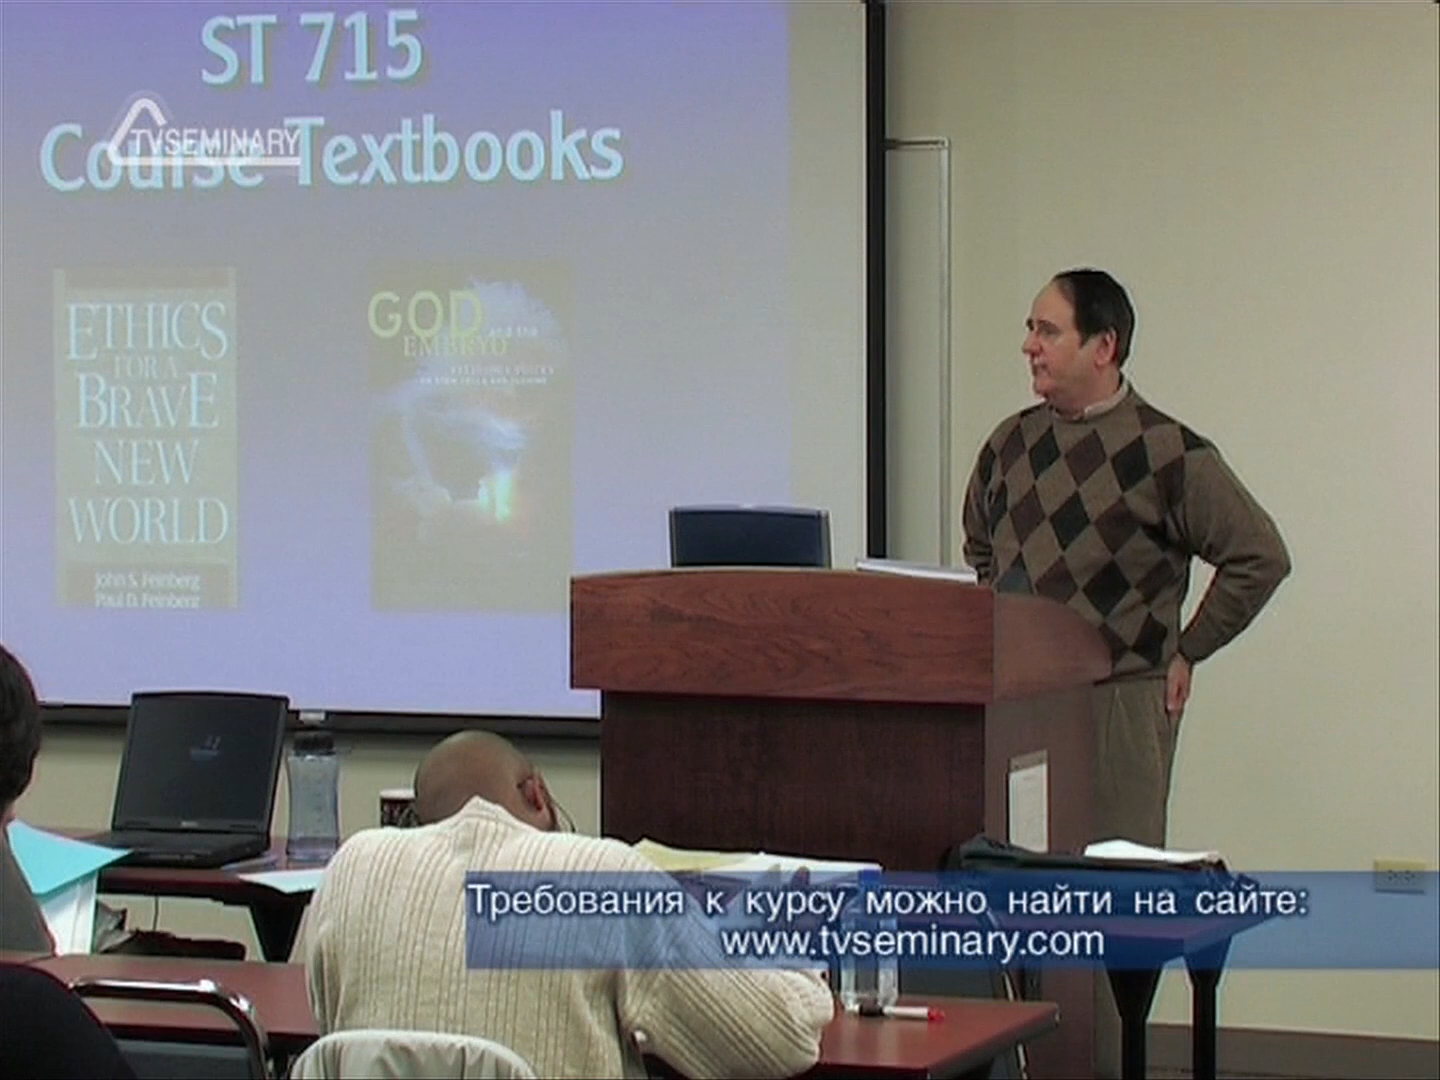 ST 715
Course Textbooks
TVSEMINARY
ETHICS
FOR A
BRAVE
NEW
WORLD
John S. Feinberg
Paul D. Feinberg
GOD
and the
EMBRYO
Требования к курсу можно найти на сайте:
www.tvseminary.com